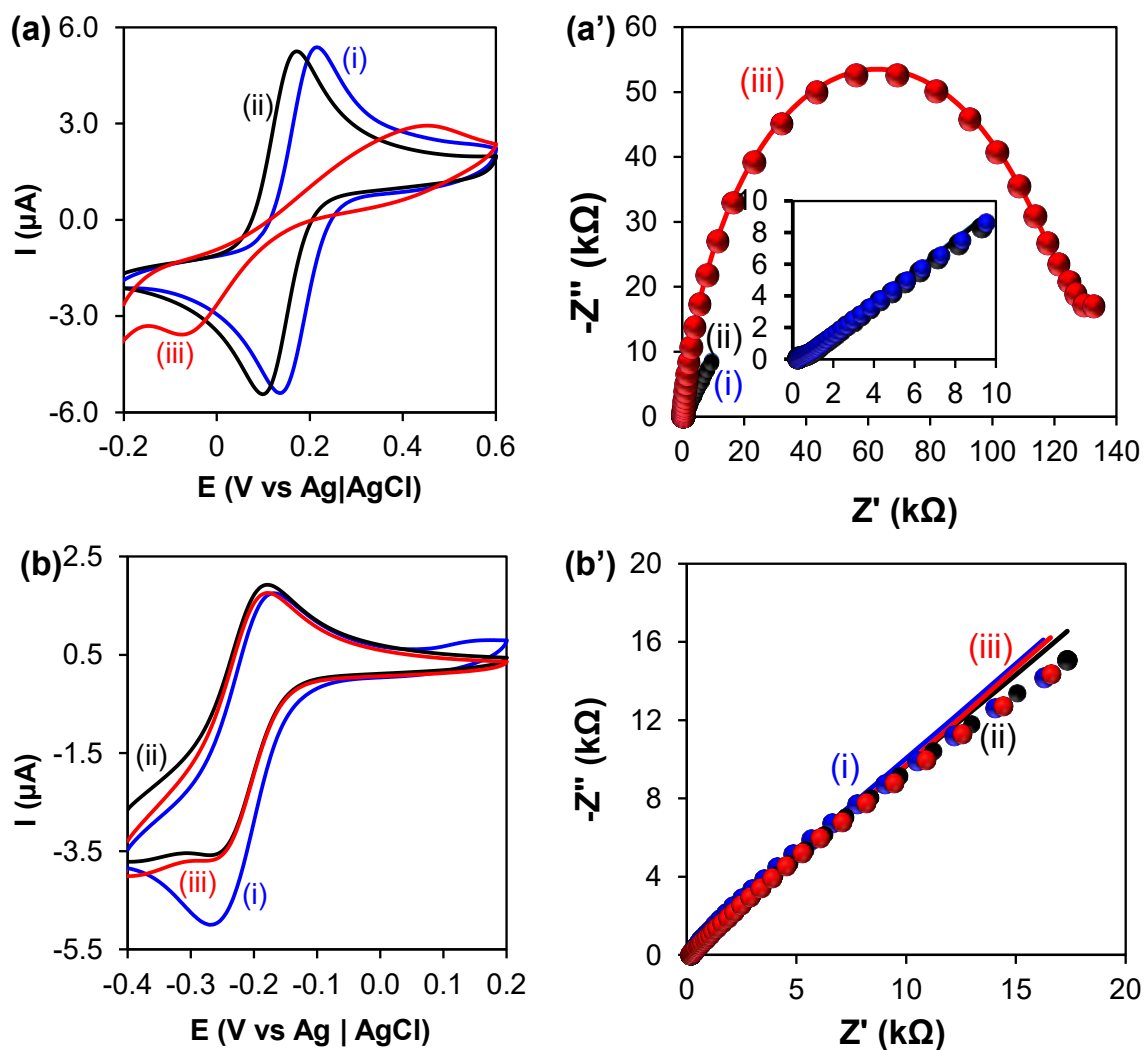 (a)
6.0
3.0
0.0
-3.0
-6.0
I (µA)
(i)
(ii)
(iii)
-0.2 0 0.2 0.4 0.6
E (V vs Ag|AgCl)
(a’)
60
50
40
30
20
10
0
-Z" (kΩ)
(iii)
10
8
6
4
2
0
0 2 4 6 8 10
(ii)
(i)
0 20 40 60 80 100 120 140
Z' (kΩ)
(b)
2.5
0.5
-1.5
-3.5
-5.5
I (µA)
(ii)
(iii)
(i)
-0.4 -0.3 -0.2 -0.1 0.0 0.1 0.2
E (V vs Ag | AgCl)
(b’)
20
16
12
8
4
0
-Z" (kΩ)
(iii)
(ii)
(i)
0 5 10 15 20
Z' (kΩ)